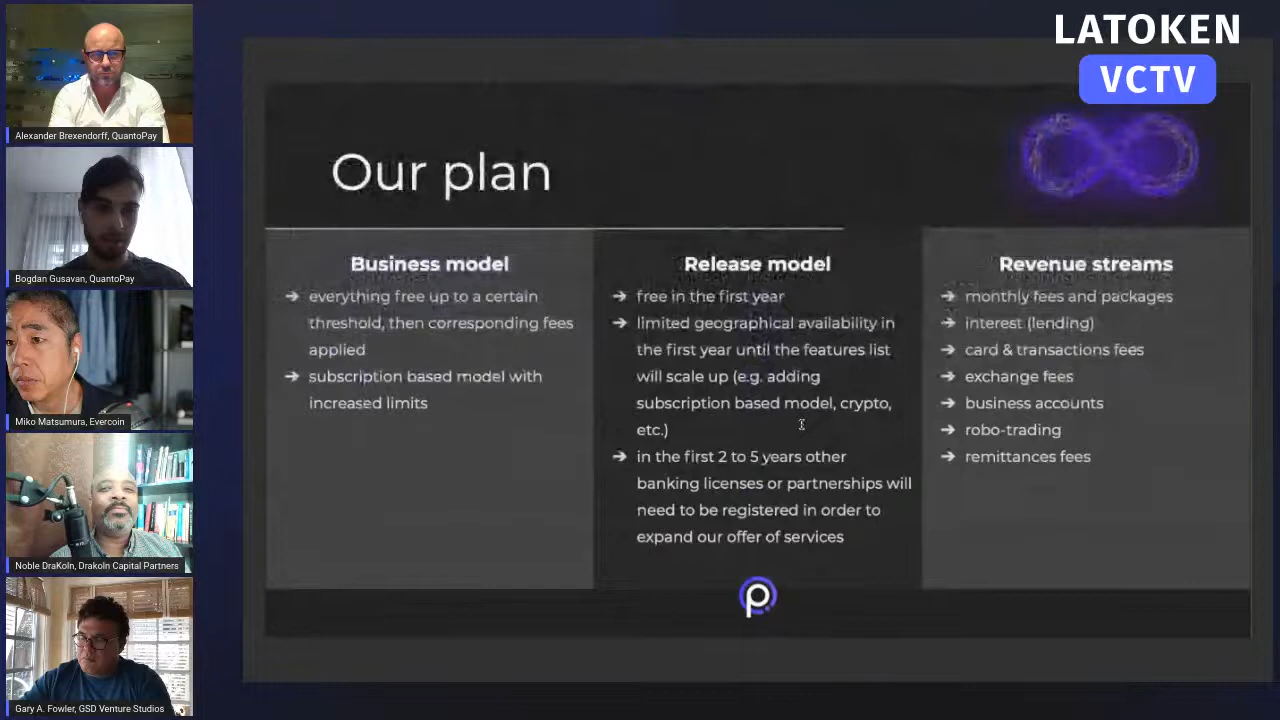 LATOKEN
VCTV
Alexander Brexendorff, QuantoPay
Bogdan Gusavan, QuantoPay
Miko Matsumura, Evercoin
Noble DraKoln, Drakoln Capital Partners
Gary A. Fowler, GSD Venture Studios
Our plan
Business model
→ everything free up to a certain
threshold, then corresponding fees
applied
→ subscription based model with
increased limits
Release model
→ free in the first year
→ limited geographical availability in
the first year until the features list
will scale up (e.g. adding
subscription based model, crypto,
etc.)
→ in the first 2 to 5 years other
banking licenses or partnerships will
need to be registered in order to
expand our offer of services
Revenue streams
→ monthly fees and packages
→ interest (lending)
→ card & transactions fees
→ exchange fees
→ business accounts
→ robo-trading
→ remittances fees